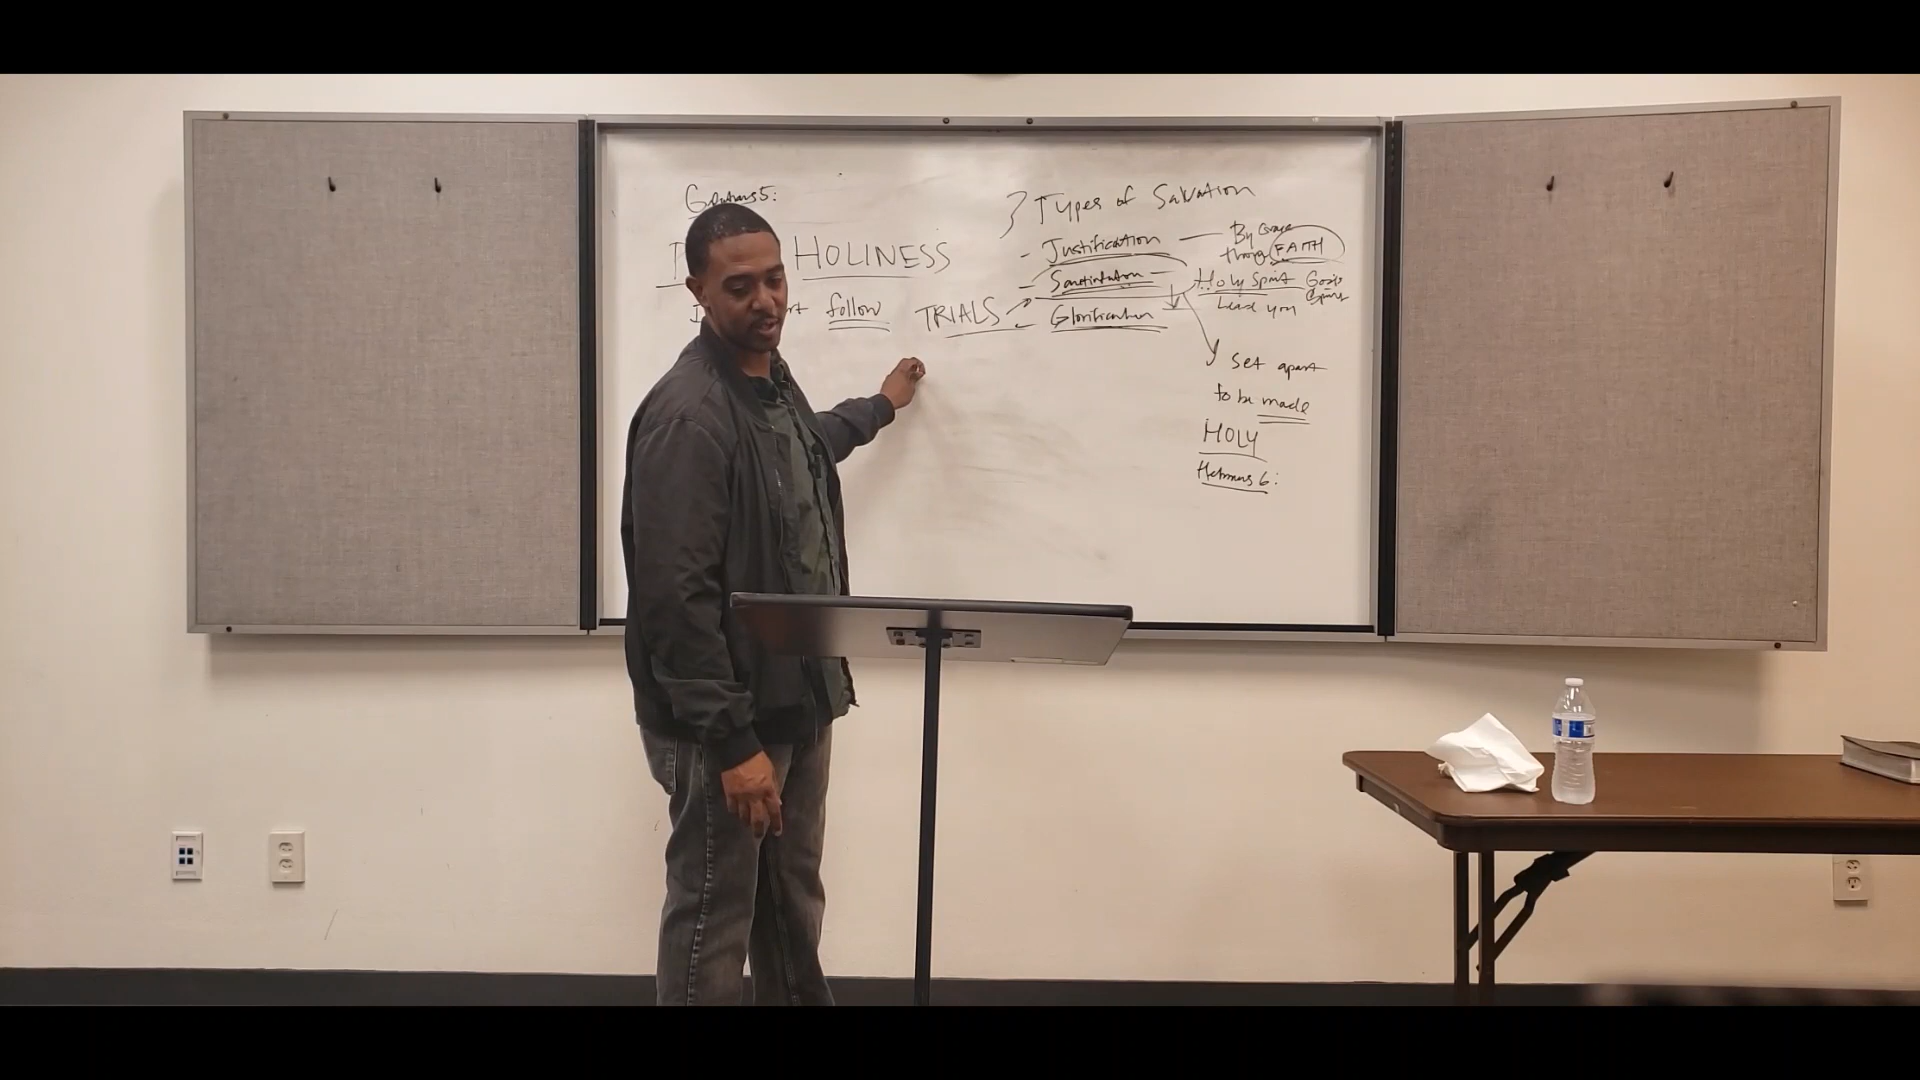 Galatians 5:
HOLINESS
follow
TRIALS
3 Types of Salvation
- Justification — By Grace
through FAITH
- Sanctification — Holy Spirit
Lead you
- Glorification
Set apart
to be made
HOLY
Hebrews 6: